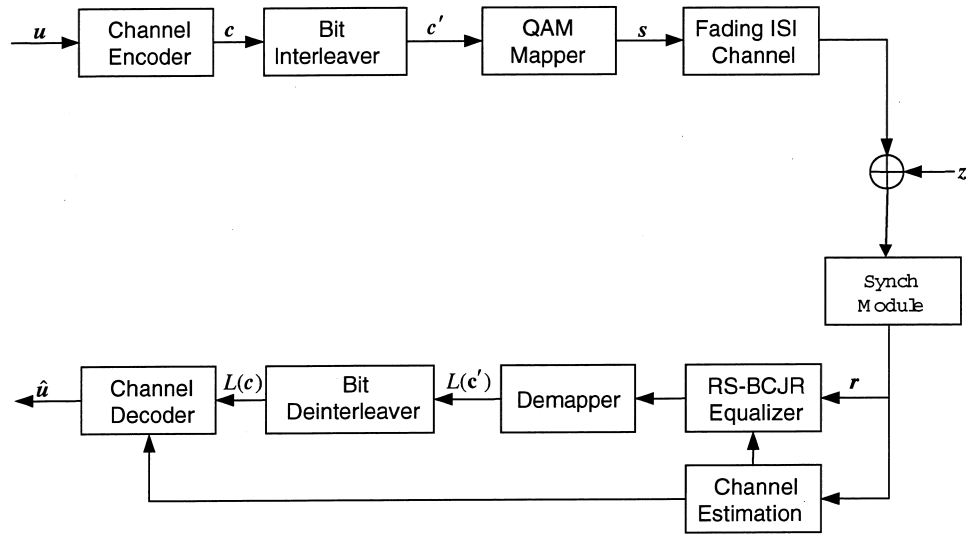 u
Channel
Encoder
c
Bit
Interleaver
c′
QAM
Mapper
s
Fading ISI
Channel
z
Synch
Module
r
RS-BCJR
Equalizer
Demapper
L(c′)
Bit
Deinterleaver
L(c)
Channel
Decoder
û
Channel
Estimation